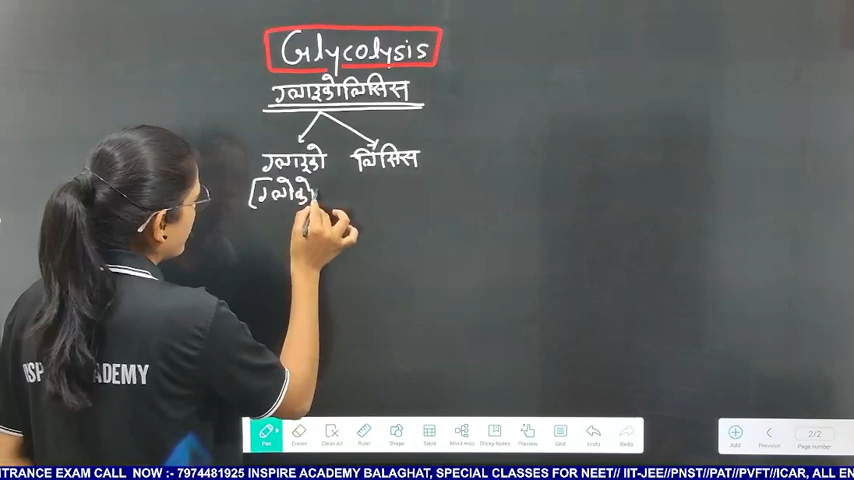 Glycolysis
ग्लाइकोलिसिस
ग्लाइको लिसिस
[ग्लोको
INSPIRE ACADEMY
Pen Erasire Clean All Ruler Shape Table Mind map Sticky-Notes Preview Grid Undo Redo
Add Previous 2/2 Page number
NTRANCE EXAM CALL NOW :- 7974481925 INSPIRE ACADEMY BALAGHAT, SPECIAL CLASSES FOR NEET// IIT-JEE//PNST//PAT//PVFT//ICAR, ALL EN